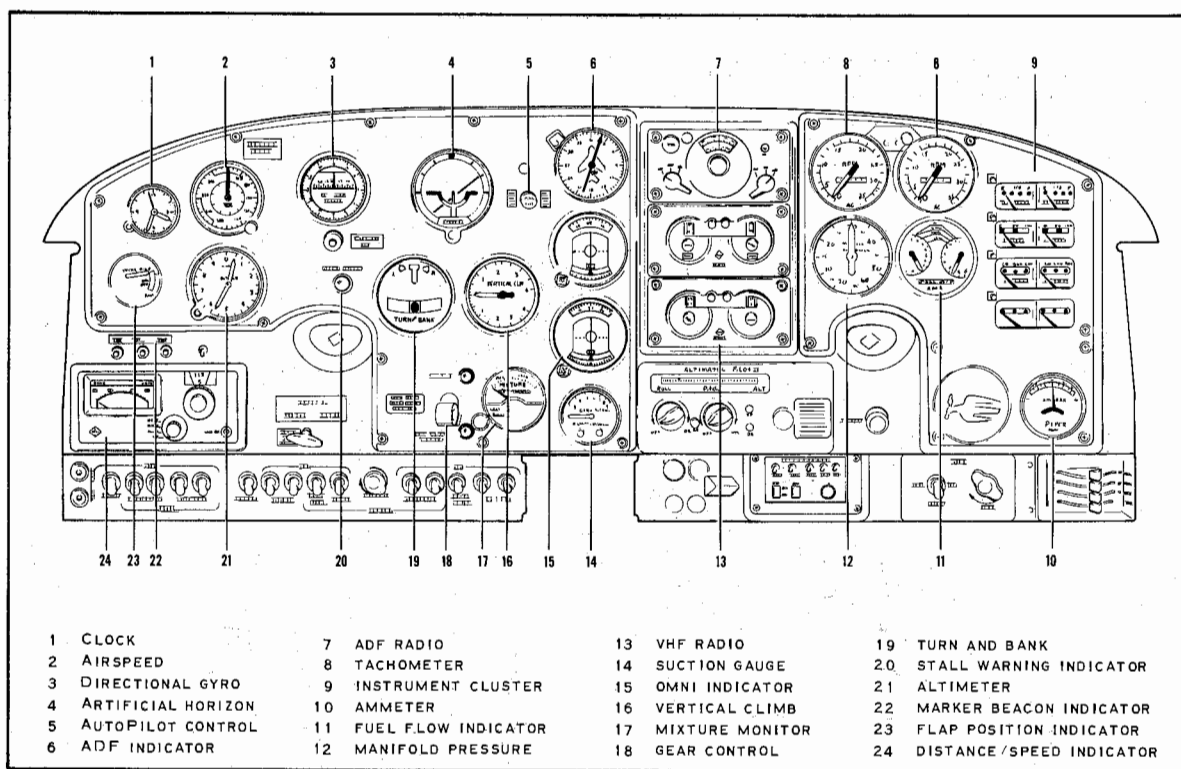 1 2 3 4 5 6 7 8 8 9
RPM
RPM
VERTICAL CLIMB
TURN/BANK
ALTIMATIC
ROLL
ALT
MIXTURE
PIPER
24 23 22 21 20 19 18 17 16 15 14 13 12 11 10
1 CLOCK
2 AIRSPEED
3 DIRECTIONAL GYRO
4 ARTIFICIAL HORIZON
5 AUTOPILOT CONTROL
6 ADF INDICATOR
7 ADF RADIO
8 TACHOMETER
9 INSTRUMENT CLUSTER
10 AMMETER
11 FUEL FLOW INDICATOR
12 MANIFOLD PRESSURE
13 VHF RADIO
14 SUCTION GAUGE
15 OMNI INDICATOR
16 VERTICAL CLIMB
17 MIXTURE MONITOR
18 GEAR CONTROL
19 TURN AND BANK
20 STALL WARNING INDICATOR
21 ALTIMETER
22 MARKER BEACON INDICATOR
23 FLAP POSITION INDICATOR
24 DISTANCE/SPEED INDICATOR